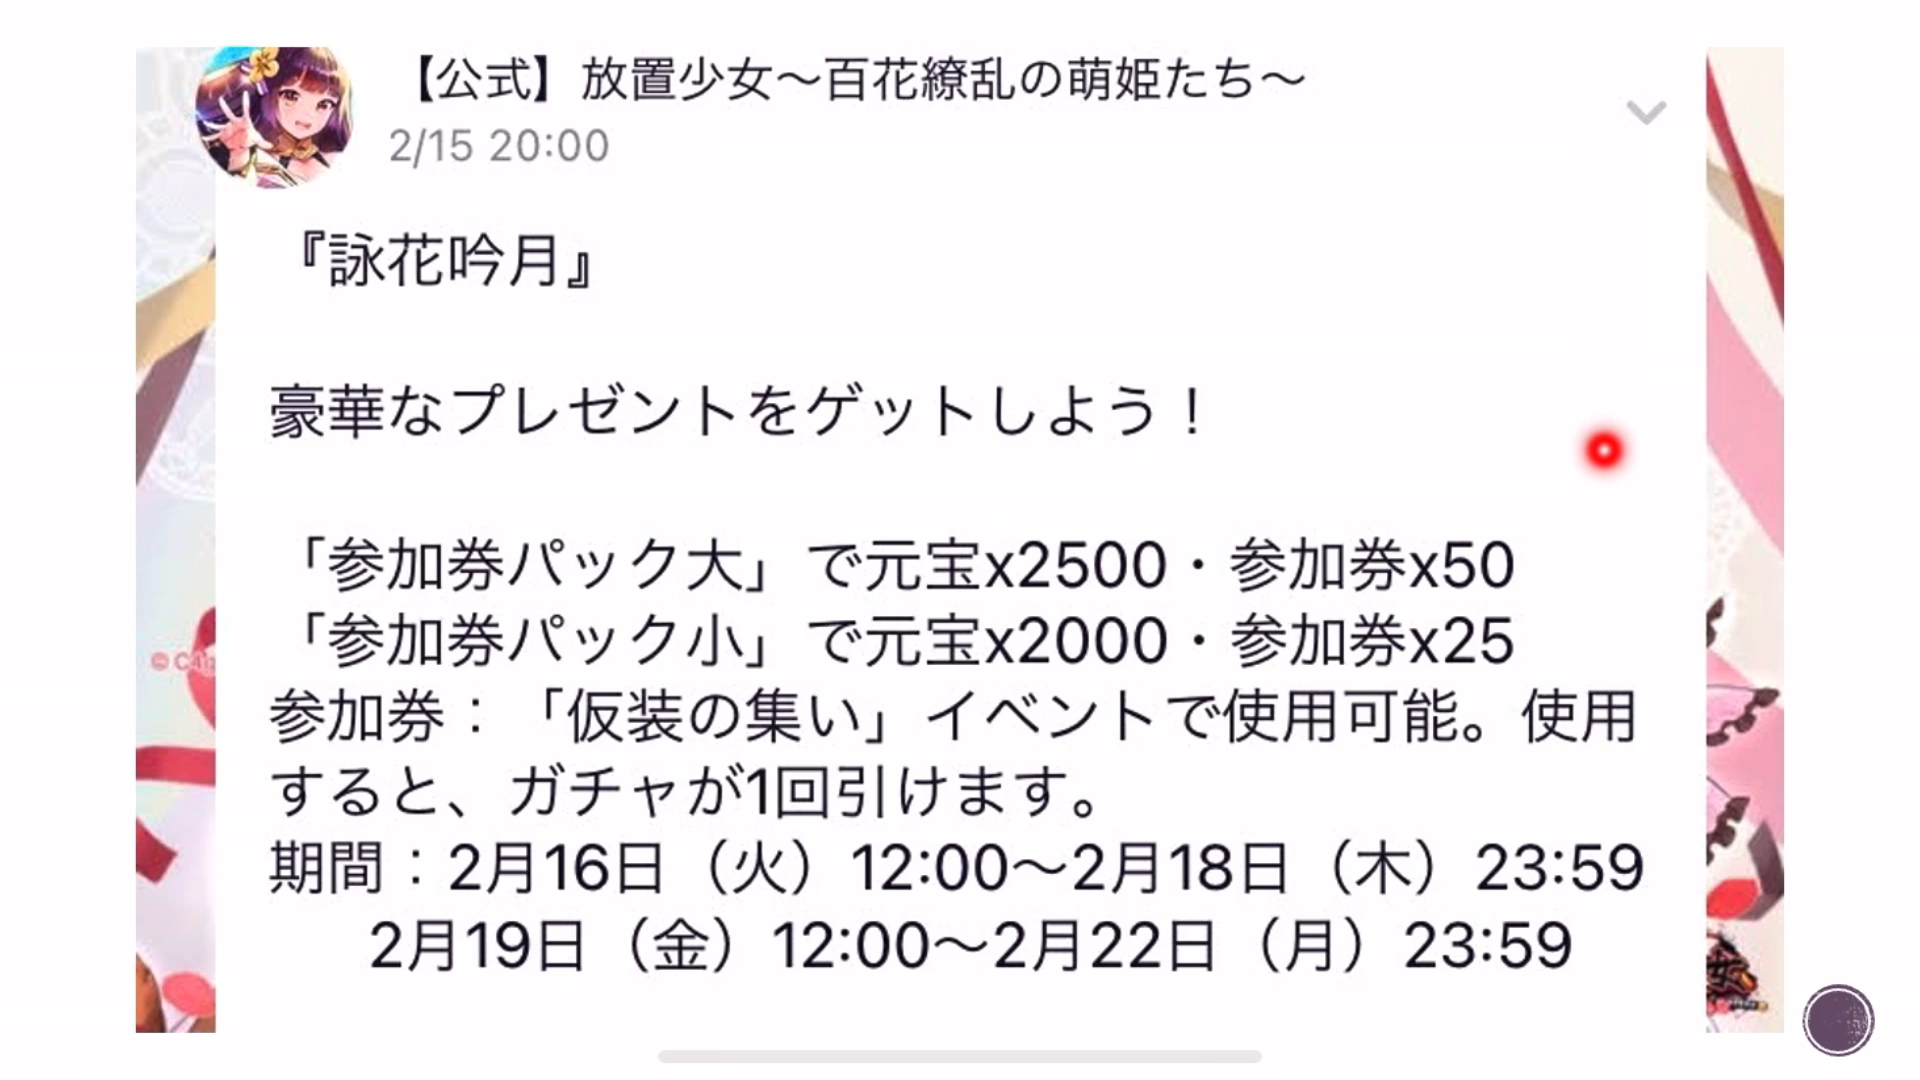 【公式】放置少女〜百花繚乱の萌姫たち〜
2/15 20:00
『詠花吟月』
豪華なプレゼントをゲットしよう！
「参加券パック大」で元宝x2500・参加券x50
「参加券パック小」で元宝x2000・参加券x25
参加券：「仮装の集い」イベントで使用可能。使用
すると、ガチャが1回引けます。
期間：2月16日（火）12:00〜2月18日（木）23:59
2月19日（金）12:00〜2月22日（月）23:59